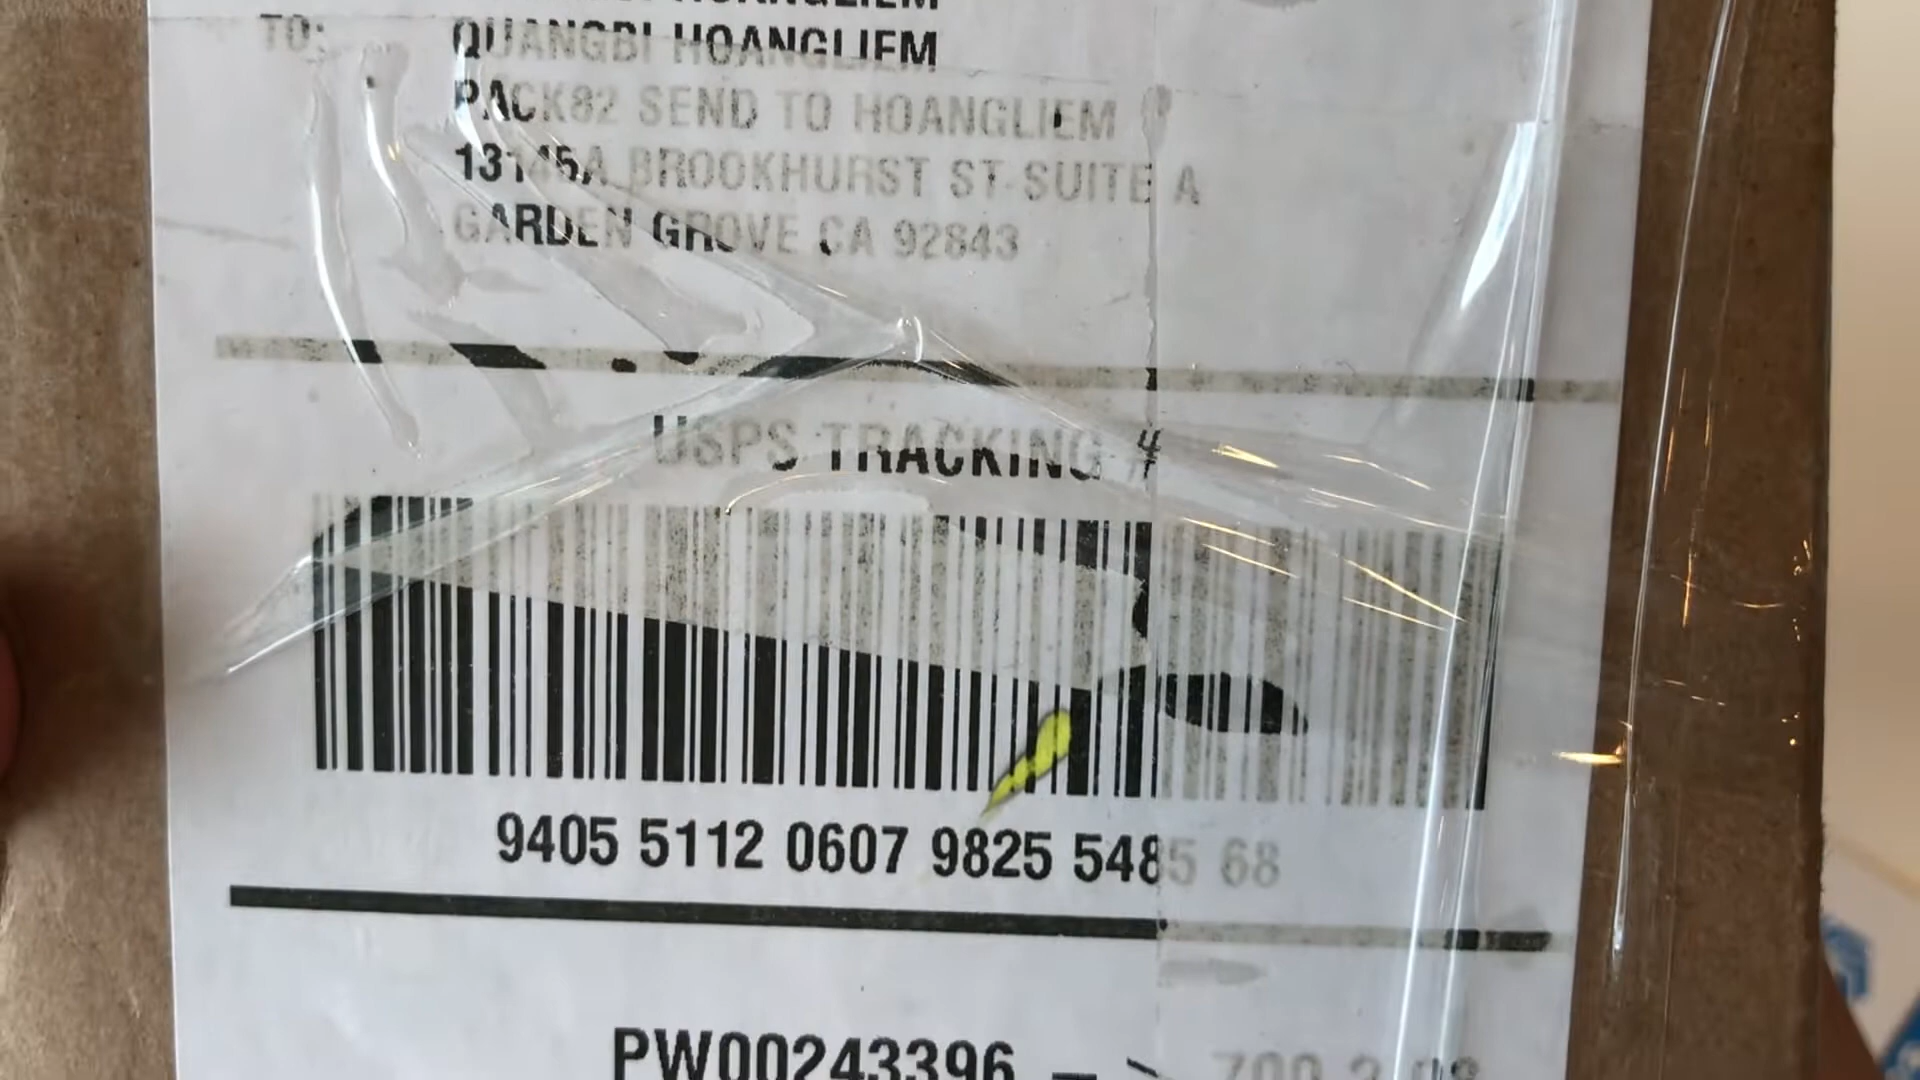 TO:
QUANGBI HOANGLIEM
PACK82 SEND TO HOANGLIEM
13145A BROOKHURST ST SUITE A
GARDEN GROVE CA 92843
USPS TRACKING #
9405 5112 0607 9825 5485 68
PW00243396 -